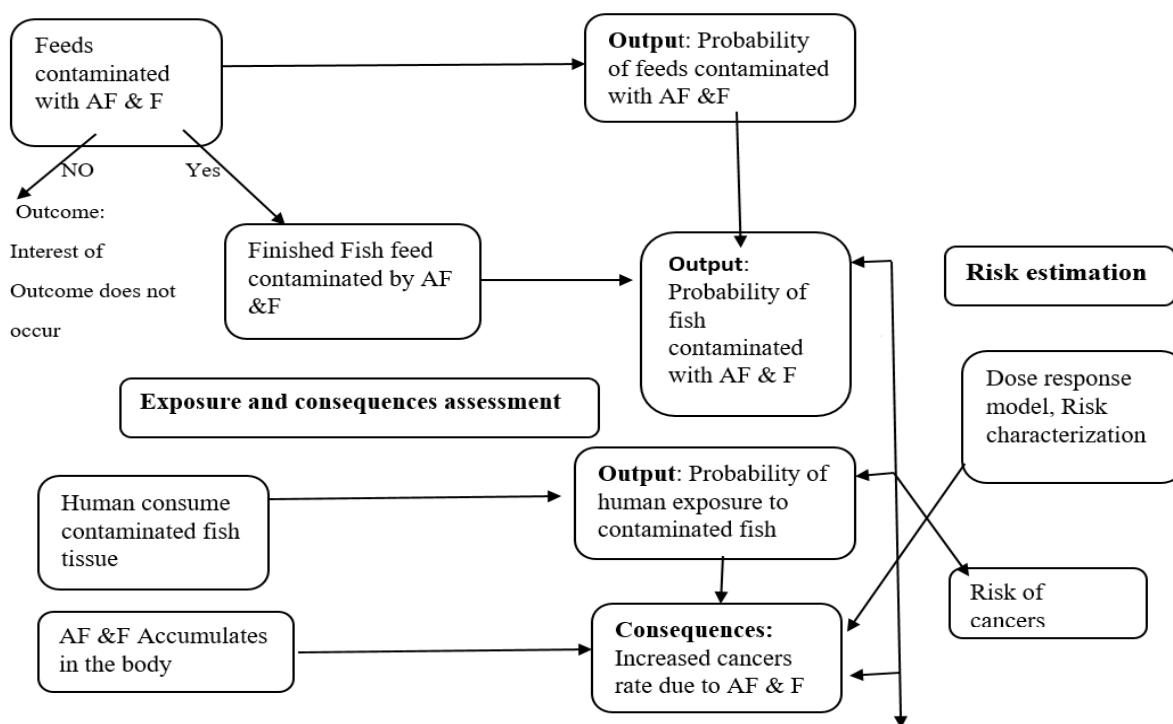 Feeds
contaminated
with AF & F
Output: Probability
of feeds contaminated
with AF &F
NO
Yes
Outcome:
Interest of
Outcome does not
occur
Finished Fish feed
contaminated by AF
&F
Output:
Probability of
fish
contaminated
with AF & F
Risk estimation
Exposure and consequences assessment
Dose response
model, Risk
characterization
Human consume
contaminated fish
tissue
Output: Probability of
human exposure to
contaminated fish
Risk of
cancers
AF &F Accumulates
in the body
Consequences:
Increased cancers
rate due to AF & F